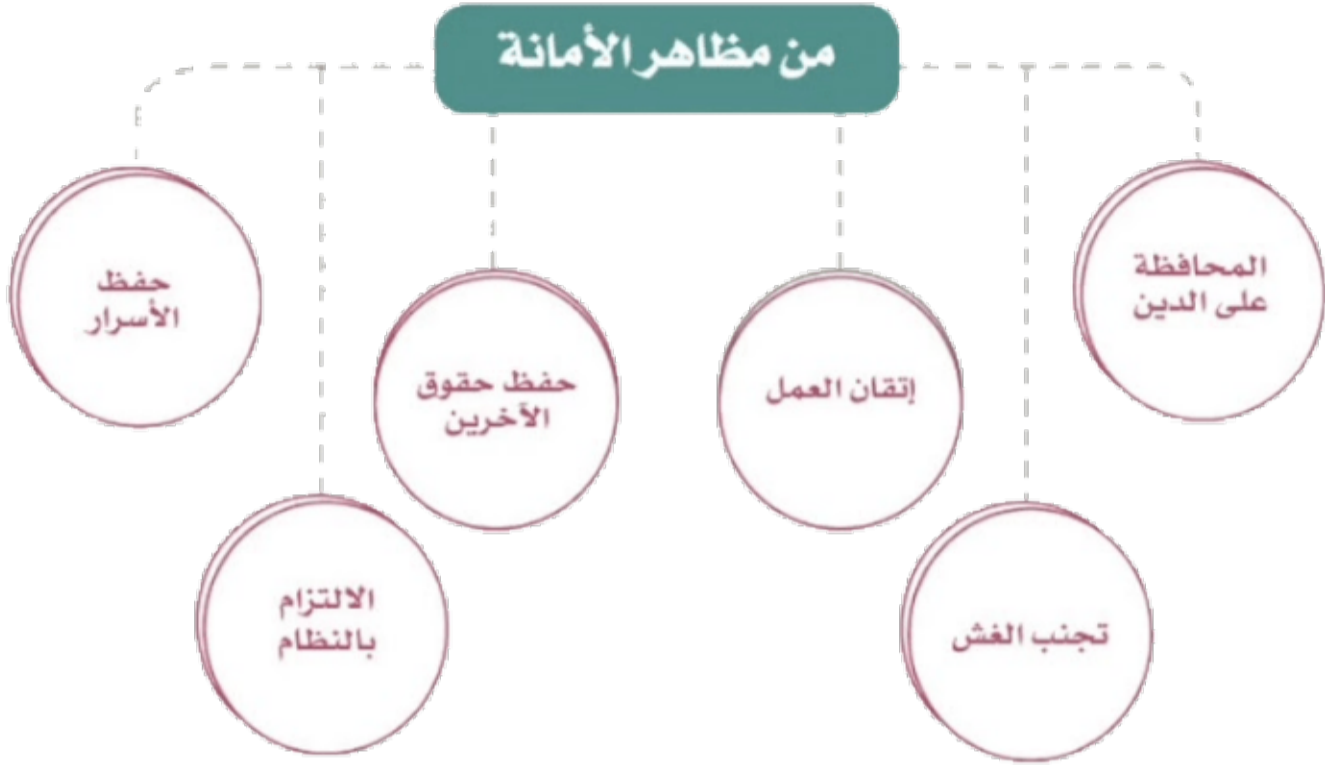 من مظاهر الأمانة
المحافظة
على الدين
تجنب الغش
إتقان العمل
حفظ حقوق
الآخرين
الالتزام
بالنظام
حفظ
الأسرار